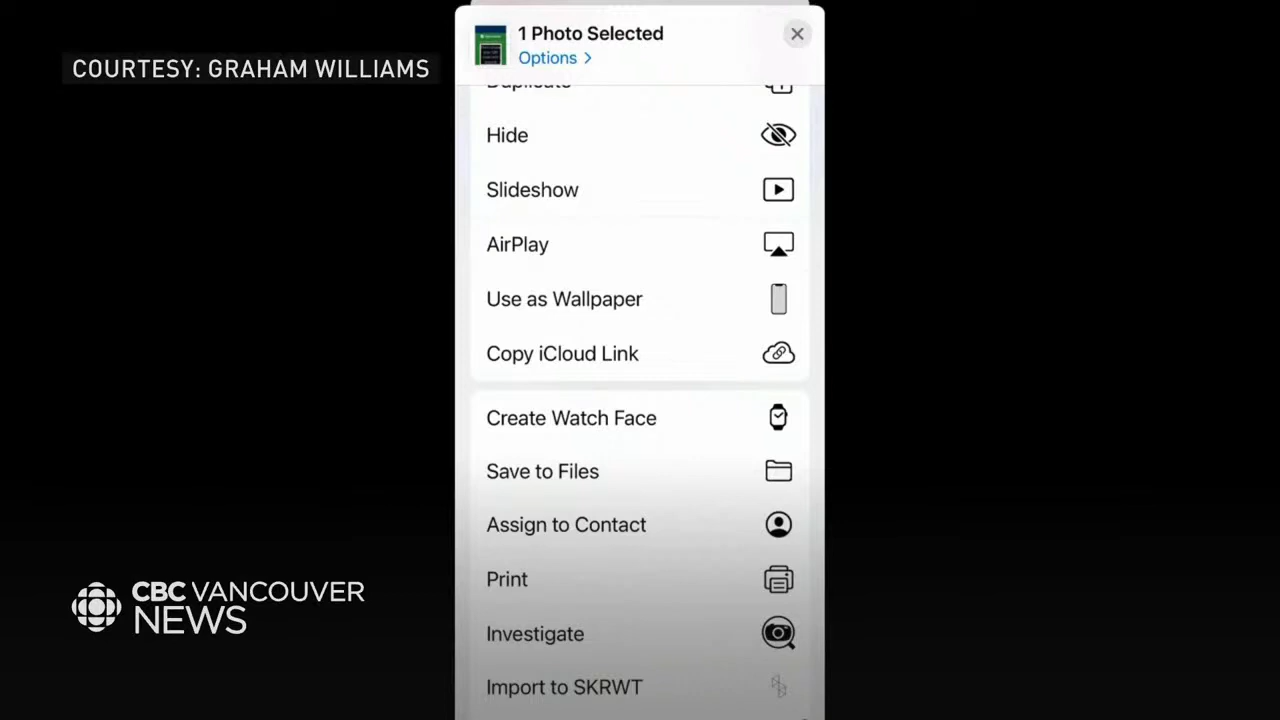 1 Photo Selected
Options >
COURTESY: GRAHAM WILLIAMS
Duplicate
Hide
Slideshow
AirPlay
Use as Wallpaper
Copy iCloud Link
Create Watch Face
Save to Files
Assign to Contact
Print
Investigate
Import to SKRWT
CBC VANCOUVER
NEWS